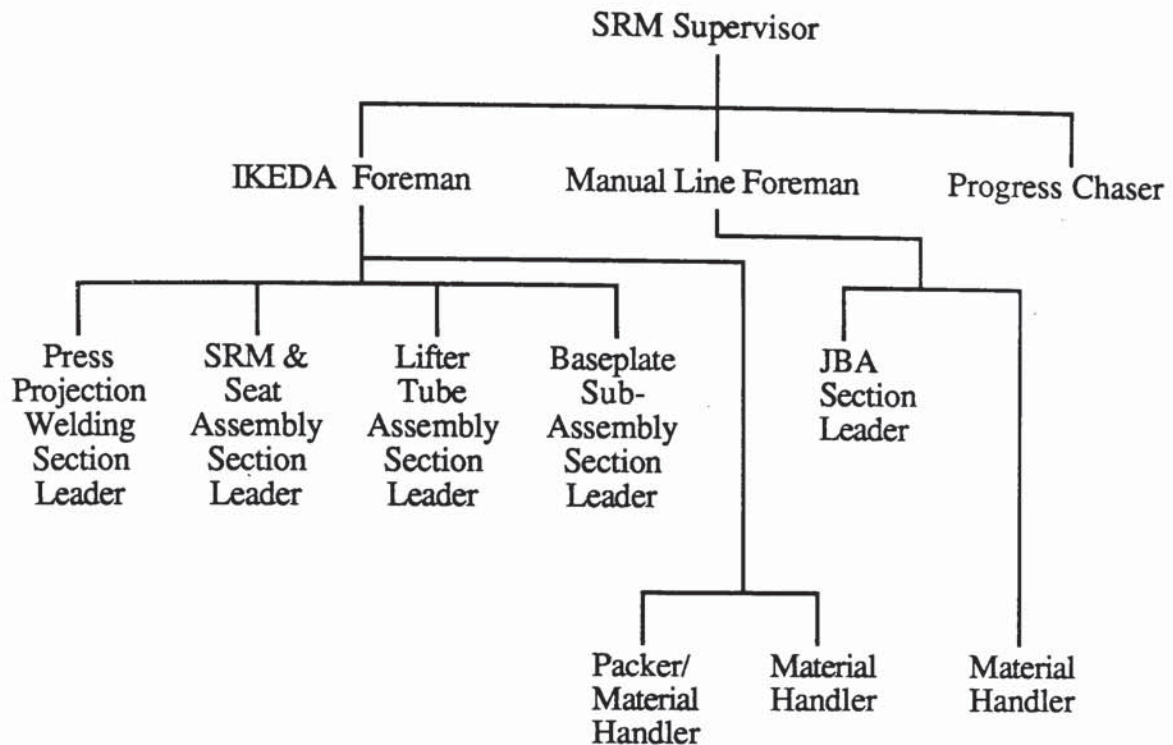 SRM Supervisor
IKEDA Foreman
Manual Line Foreman
Progress Chaser
Press
Projection
Welding
Section
Leader
SRM &
Seat
Assembly
Section
Leader
Lifter
Tube
Assembly
Section
Leader
Baseplate
Sub-
Assembly
Section
Leader
JBA
Section
Leader
Packer/
Material
Handler
Material
Handler
Material
Handler